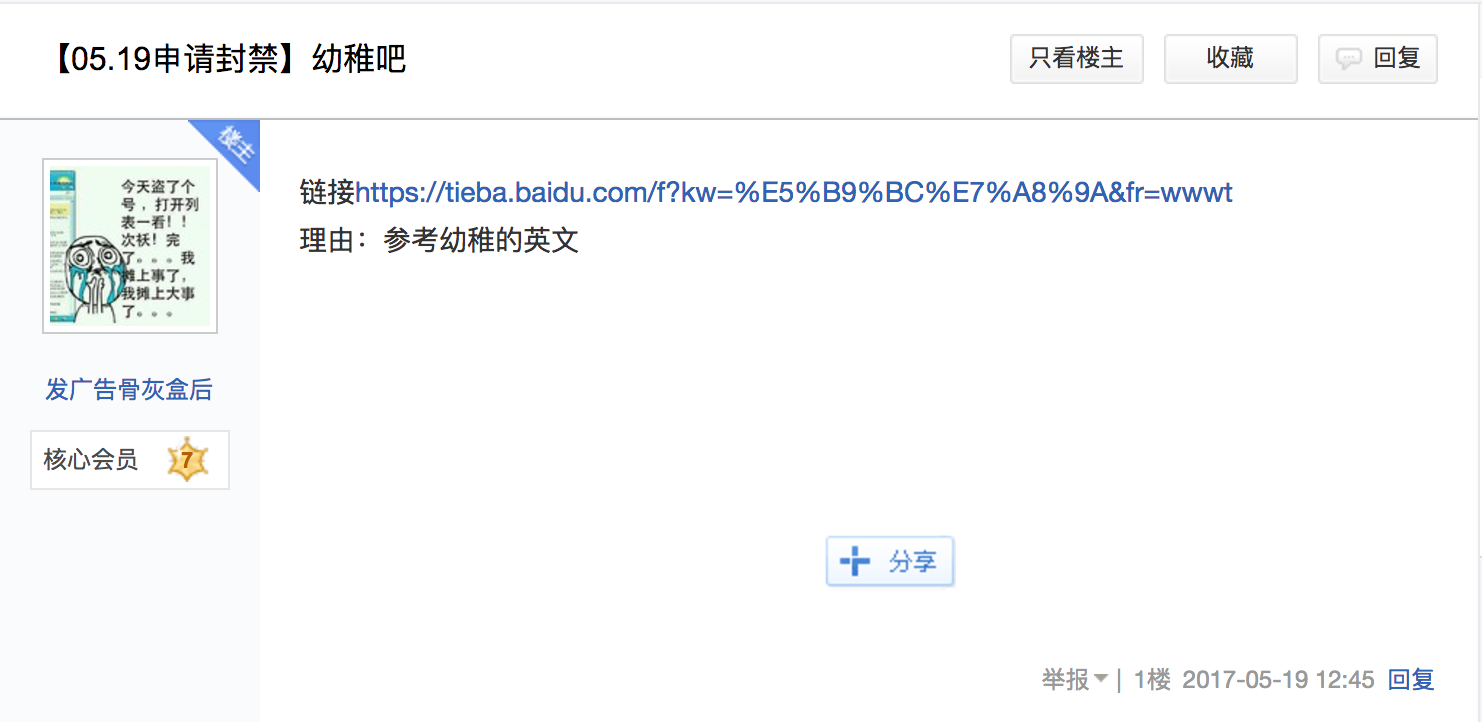 【05.19申请封禁】幼稚吧
只看楼主
收藏
回复
楼主
今天盗了个
号，打开列
表一看！！
次妖！完
了。。。我
摊上事了，
我摊上大事
了。。。
链接https://tieba.baidu.com/f?kw=%E5%B9%BC%E7%A8%9A&fr=wwwt
理由：参考幼稚的英文
发广告骨灰盒后
核心会员 7
分享
举报 | 1楼 2017-05-19 12:45 回复